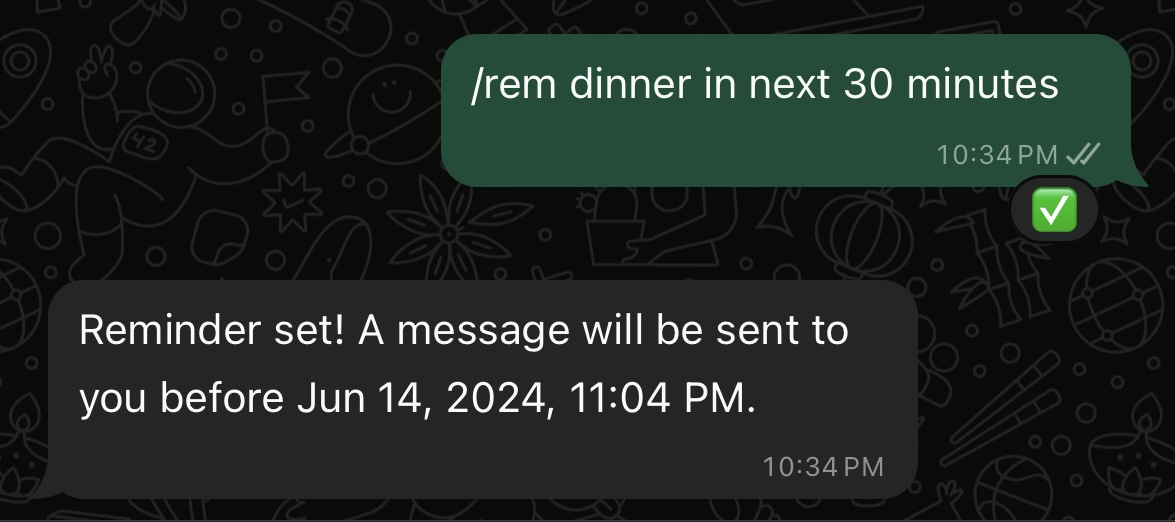 /rem dinner in next 30 minutes
10:34 PM
Reminder set! A message will be sent to
you before Jun 14, 2024, 11:04 PM.
10:34 PM
42